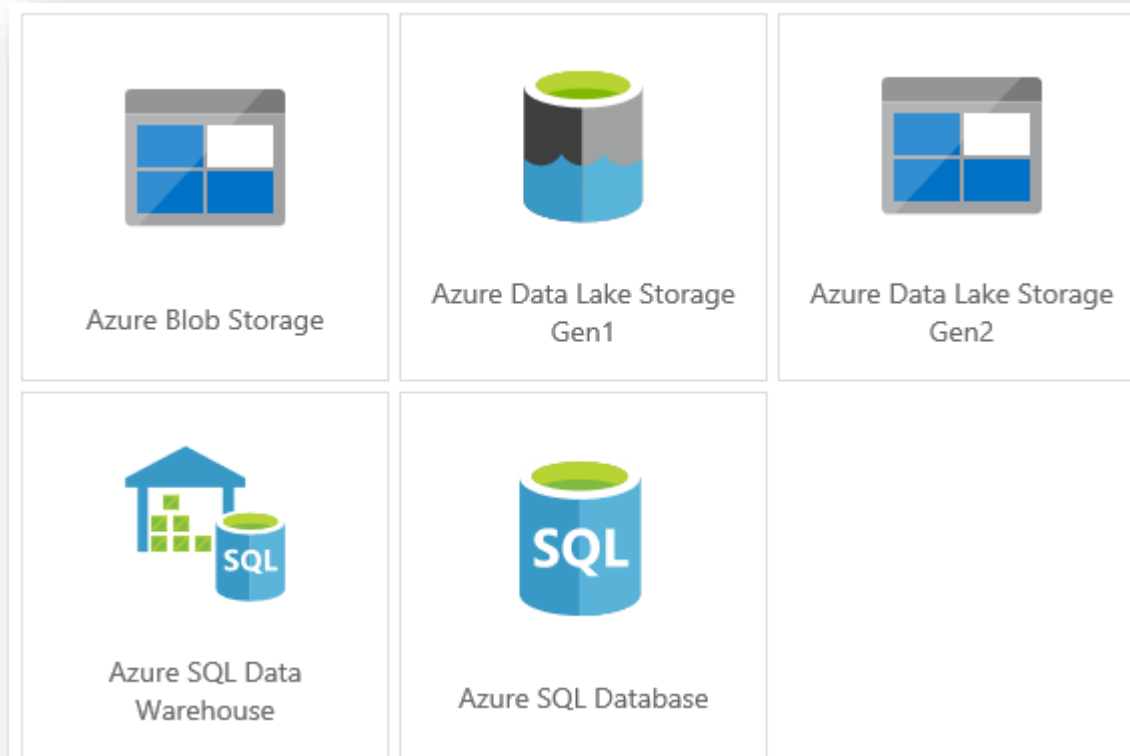 Azure Blob Storage
Azure Data Lake Storage
Gen1
Azure Data Lake Storage
Gen2
SQL
Azure SQL Data
Warehouse
SQL
Azure SQL Database